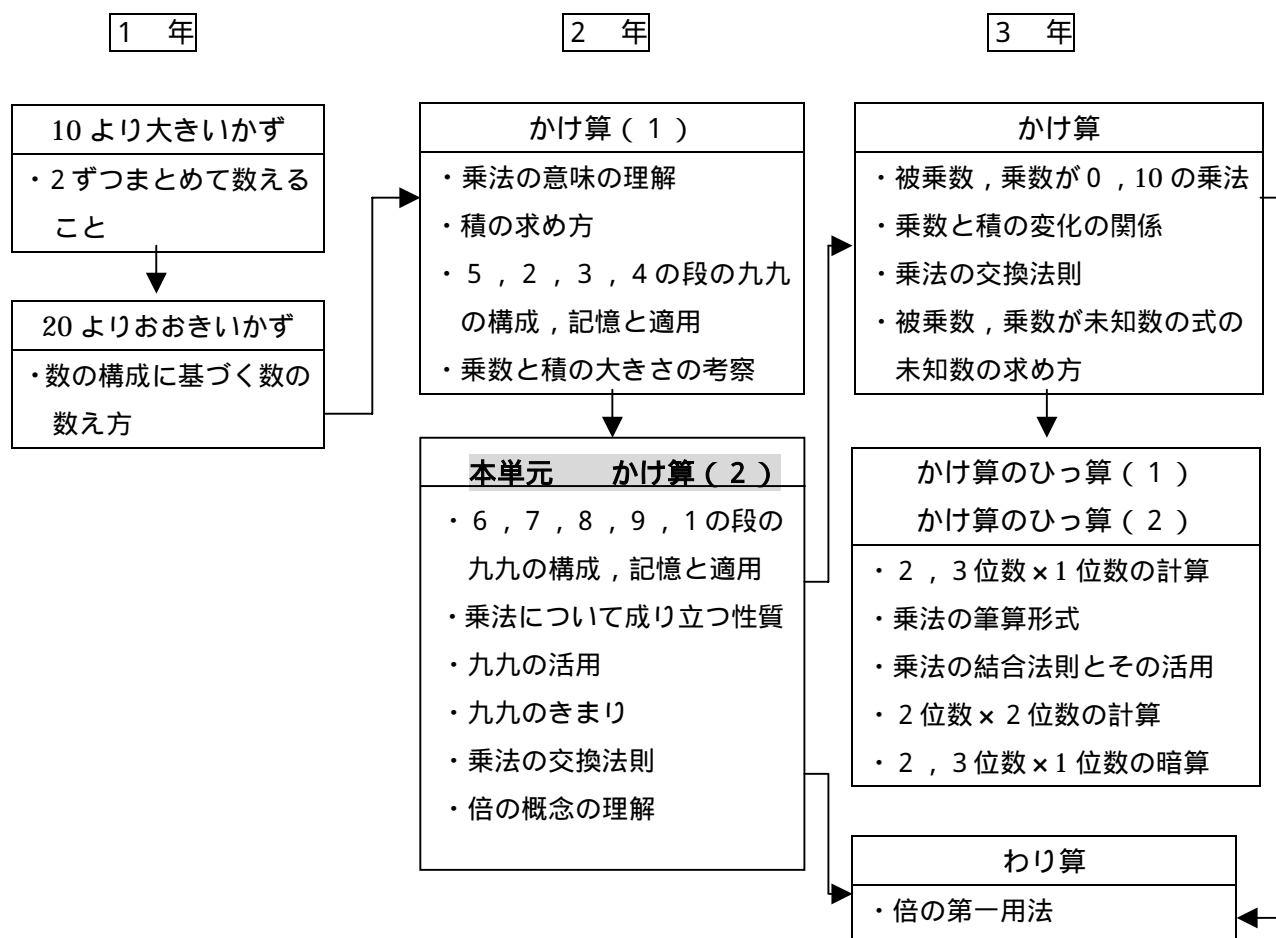 1 年
2 年
3 年
10 より大きいかず
・2ずつまとめて数える
こと
20 よりおおきいかず
・数の構成に基づく数の
数え方
かけ算（1）
・乗法の意味の理解
・積の求め方
・5，2，3，4の段の九九
の構成，記憶と適用
・乗数と積の大きさの考察
本単元　かけ算（2）
・6，7，8，9，1の段の
九九の構成，記憶と適用
・乗法について成り立つ性質
・九九の活用
・九九のきまり
・乗法の交換法則
・倍の概念の理解
かけ算
・被乗数，乗数が0，10の乗法
・乗数と積の変化の関係
・乗法の交換法則
・被乗数，乗数が未知数の式の
未知数の求め方
かけ算のひっ算（1）
かけ算のひっ算（2）
・2，3位数×1位数の計算
・乗法の筆算形式
・乗法の結合法則とその活用
・2位数×2位数の計算
・2，3位数×1位数の暗算
わり算
・倍の第一用法